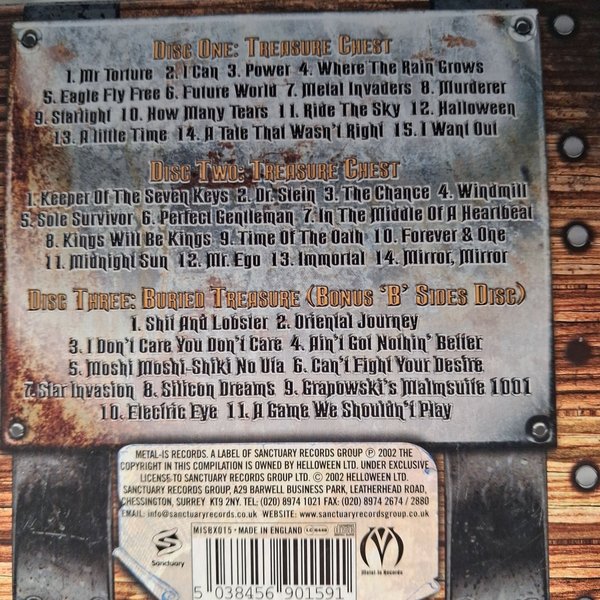 Disc One: Treasure Chest
1. Mr Torture 2. I Can 3. Power 4. Where The Rain Grows
5. Eagle Fly Free 6. Future World 7. Metal Invaders 8. Murderer
9. Starlight 10. How Many Tears 11. Ride The Sky 12. Halloween
13. A little Time 14. A Tale That Wasn't Right 15. I Want Out
Disc Two: Treasure Chest
1. Keeper Of The Seven Keys 2. Dr. Stein 3. The Chance 4. Windmill
5. Sole Survivor 6. Perfect Gentleman 7. In The Middle Of A Heartbeat
8. Kings Will Be Kings 9. Time Of The Oath 10. Forever & One
11. Midnight Sun 12. Mr. Ego 13. Immortal 14. Mirror, Mirror
Disc Three: Buried Treasure (Bonus 'B' Sides Disc)
1. Shit And Lobster 2. Oriental Journey
3. I Don't Care You Don't Care 4. Ain't Got Nothin' Better
5. Moshi Moshi-Shiki No Uta 6. Can't Fight Your Desire
7. Star Invasion 8. Silicon Dreams 9. Grapowski's Malmsuite 1001
10. Electric Eye 11. A Game We Shouldn't Play
METAL-IS RECORDS. A LABEL OF SANCTUARY RECORDS GROUP ℗ 2002 THE
COPYRIGHT IN THIS COMPILATION IS OWNED BY HELLOWEEN LTD. UNDER EXCLUSIVE
LICENSE TO SANCTUARY RECORDS GROUP LTD. © 2002 HELLOWEEN LTD.
SANCTUARY RECORDS GROUP, A29 BARWELL BUSINESS PARK, LEATHERHEAD ROAD,
CHESSINGTON, SURREY KT9 2NY. TEL: (020) 8974 1021 FAX: (020) 8974 2674 / 2880
EMAIL: info@sanctuaryrecords.co.uk WEBSITE: www.sanctuaryrecordsgroup.co.uk
MISBX015 • MADE IN ENGLAND
Sanctuary
Metal-Is Records
5 038456 901591